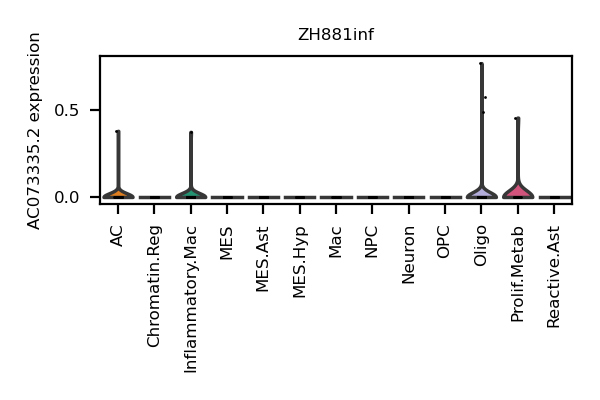 ZH881inf
AC073335.2 expression
0.5
0.0
AC
Chromatin.Reg
Inflammatory.Mac
MES
MES.Ast
MES.Hyp
Mac
NPC
Neuron
OPC
Oligo
Prolif.Metab
Reactive.Ast